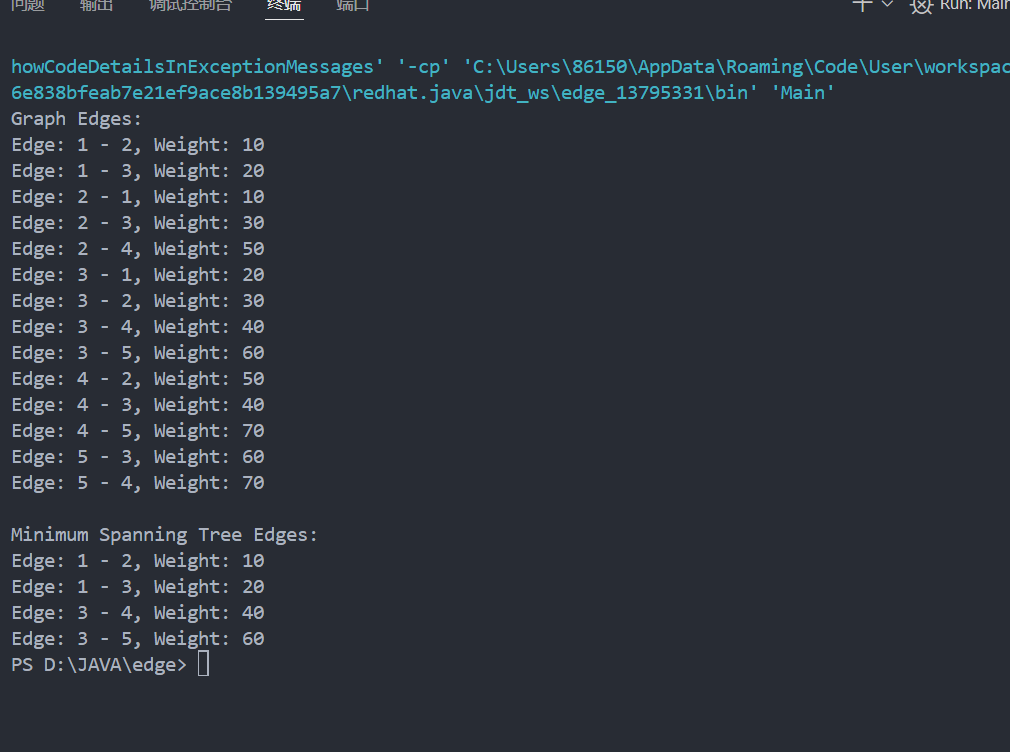 问题 输出 调试控制台 终端 端口 Run: Main
howCodeDetailsInExceptionMessages' '-cp' 'C:\Users\86150\AppData\Roaming\Code\User\workspac
6e838bfeab7e21ef9ace8b139495a7\redhat.java\jdt_ws\edge_13795331\bin' 'Main'
Graph Edges:
Edge: 1 - 2, Weight: 10
Edge: 1 - 3, Weight: 20
Edge: 2 - 1, Weight: 10
Edge: 2 - 3, Weight: 30
Edge: 2 - 4, Weight: 50
Edge: 3 - 1, Weight: 20
Edge: 3 - 2, Weight: 30
Edge: 3 - 4, Weight: 40
Edge: 3 - 5, Weight: 60
Edge: 4 - 2, Weight: 50
Edge: 4 - 3, Weight: 40
Edge: 4 - 5, Weight: 70
Edge: 5 - 3, Weight: 60
Edge: 5 - 4, Weight: 70
Minimum Spanning Tree Edges:
Edge: 1 - 2, Weight: 10
Edge: 1 - 3, Weight: 20
Edge: 3 - 4, Weight: 40
Edge: 3 - 5, Weight: 60
PS D:\JAVA\edge>